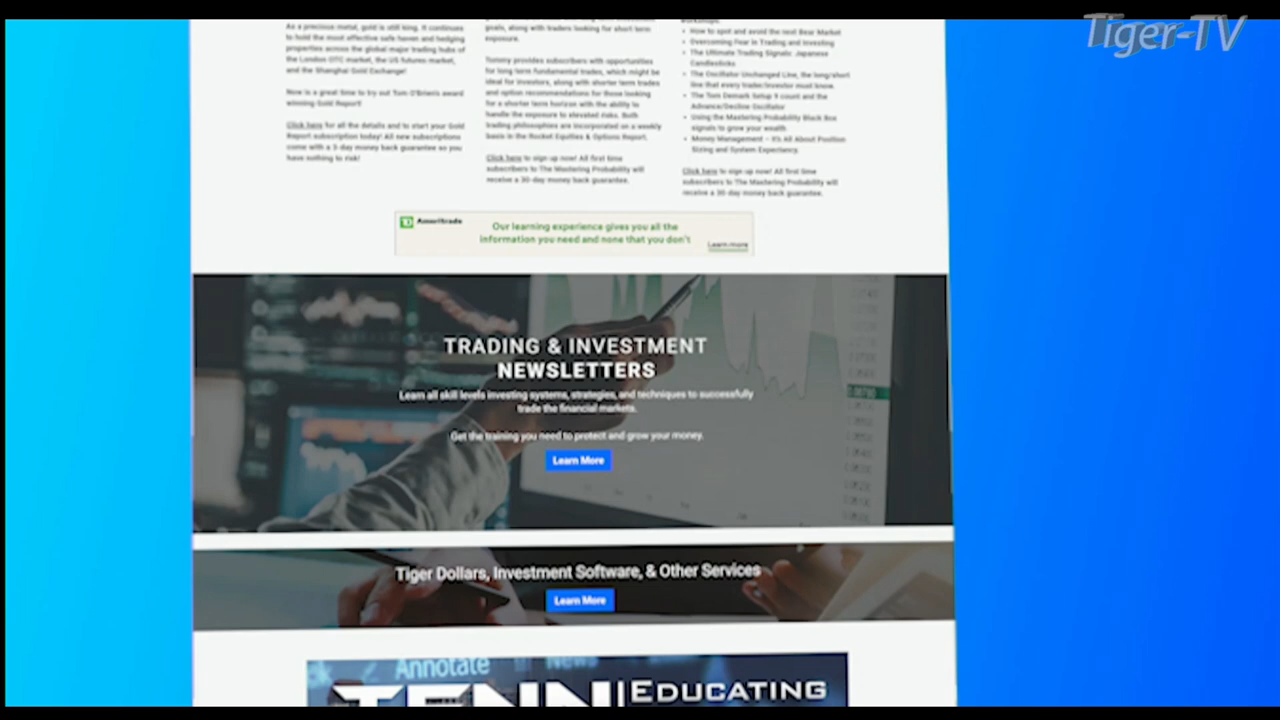 Tiger-TV
As a precious metal, gold is still king. It continues
to hold the most effective safe haven and hedging
properties across the global major trading hubs of
the London OTC market, the US futures market,
and the Shanghai Gold Exchange!
Now is a great time to try out Tom O'Brien's award
winning Gold Report!
Click here for all the details and to start your Gold
Report subscription today! All new subscriptions
come with a 3-day money back guarantee so you
have nothing to risk!
goals, along with traders looking for short term
exposure.
Tommy provides subscribers with opportunities
for long term fundamental trades, which might be
ideal for investors, along with shorter term trades
and option recommendations for those looking
for a shorter term horizon with the ability to
handle the exposure to elevated risks. Both
trading philosophies are incorporated on a weekly
basis in the Rocket Equities & Options Report.
Click here to sign up now! All first time
subscribers to The Mastering Probability will
receive a 30-day money back guarantee.
workshops:
• How to spot and avoid the next Bear Market
• Overcoming Fear in Trading and Investing
• The Ultimate Trading Signals: Japanese
Candlesticks
• The Oscillator Unchanged Line, the long/short
line that every trader/investor must know.
• The Tom Demark Setup 9 count and the
Advance/Decline Oscillator
• Using the Mastering Probability Black Box
signals to grow your wealth
• Money Management – It's All About Position
Sizing and System Expectancy.
Click here to sign up now! All first time
subscribers to The Mastering Probability will
receive a 30-day money back guarantee.
TD Ameritrade
Our learning experience gives you all the
information you need and none that you don't
Learn more
TRADING & INVESTMENT
NEWSLETTERS
Learn all skill levels investing systems, strategies, and techniques to successfully
trade the financial markets.
Get the training you need to protect and grow your money.
Learn More
Tiger Dollars, Investment Software, & Other Services
Learn More
Annotate News
TFNN EDUCATING